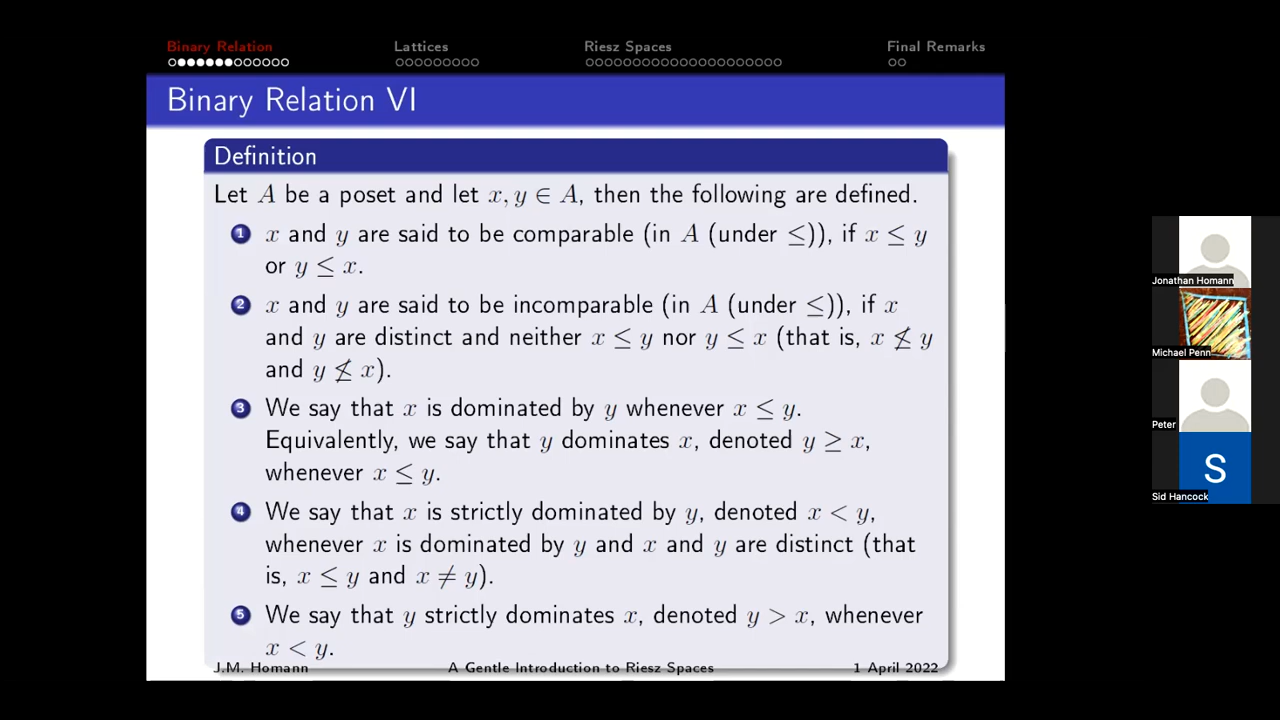 Binary Relation
Lattices
Riesz Spaces
Final Remarks
Binary Relation VI
Definition
Let A be a poset and let x, y ∈ A, then the following are defined.
1 x and y are said to be comparable (in A (under ≤)), if x ≤ y
or y ≤ x.
2 x and y are said to be incomparable (in A (under ≤)), if x
and y are distinct and neither x ≤ y nor y ≤ x (that is, x ≰ y
and y ≰ x).
3 We say that x is dominated by y whenever x ≤ y.
Equivalently, we say that y dominates x, denoted y ≥ x,
whenever x ≤ y.
4 We say that x is strictly dominated by y, denoted x < y,
whenever x is dominated by y and x and y are distinct (that
is, x ≤ y and x ≠ y).
5 We say that y strictly dominates x, denoted y > x, whenever
x < y.
J.M. Homann
A Gentle Introduction to Riesz Spaces
1 April 2022
Jonathan Homann
Michael Penn
Peter
S
Sid Hancock